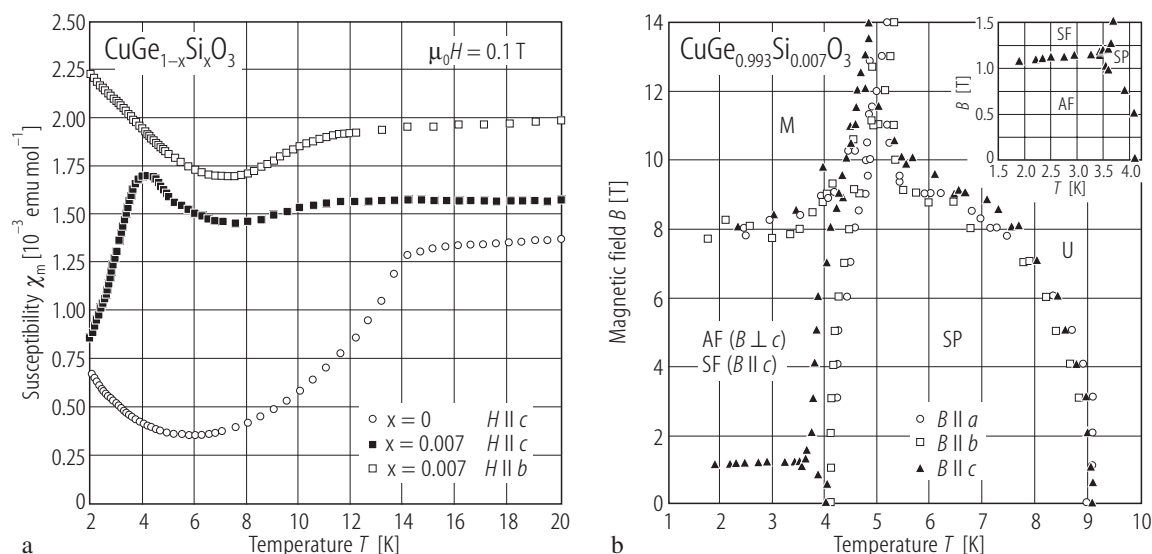 CuGe₁₋ₓSiₓO₃
μ₀H = 0.1 T
2.50
2.25
2.00
1.75
1.50
1.25
1.00
0.75
0.50
0.25
0
Susceptibility χₘ [10⁻³ emu mol⁻¹]
x = 0 H || c
x = 0.007 H || c
x = 0.007 H || b
2 4 6 8 10 12 14 16 18 20
Temperature T [K]
a
CuGe₀.₉₉₃Si₀.₀₀₇O₃
14
12
10
8
6
4
2
0
Magnetic field B [T]
M
U
AF (B ⊥ c)
SF (B || c)
SP
B || a
B || b
B || c
1 2 3 4 5 6 7 8 9 10
Temperature T [K]
b
1.5
1.0
0.5
0
B [T]
SF
SP
AF
1.5 2.0 2.5 3.0 3.5 4.0
T [K]